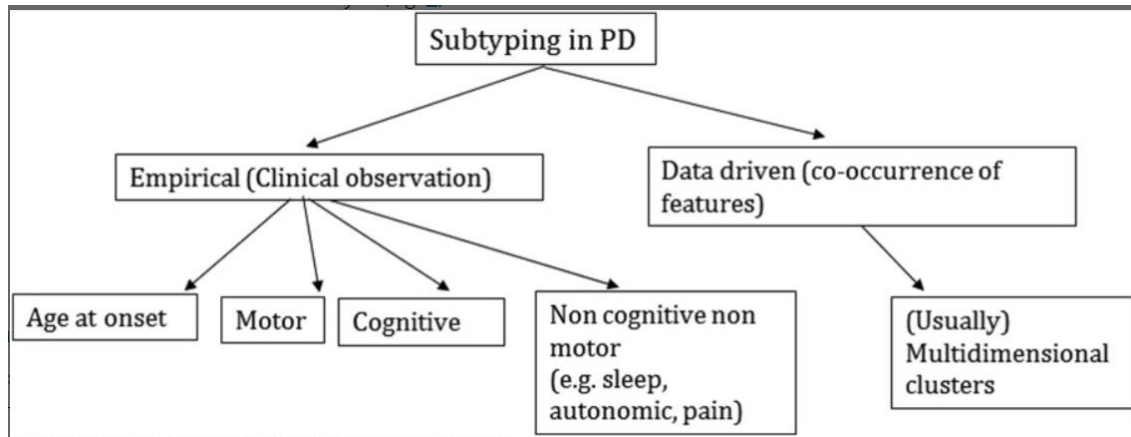 Subtyping in PD
Empirical (Clinical observation)
Data driven (co-occurrence of
features)
Age at onset
Motor
Cognitive
Non cognitive non
motor
(e.g. sleep,
autonomic, pain)
(Usually)
Multidimensional
clusters